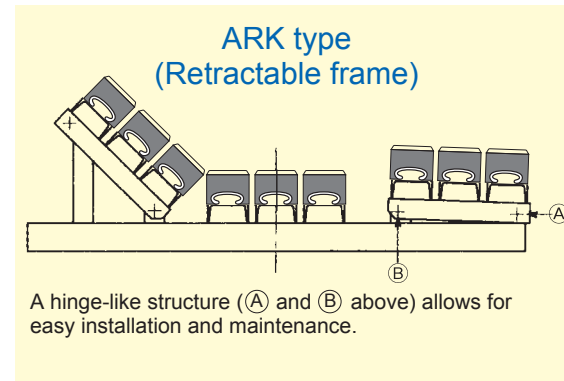 ARK type
(Retractable frame)
A
B
A hinge-like structure (Ⓐ and Ⓑ above) allows for
easy installation and maintenance.